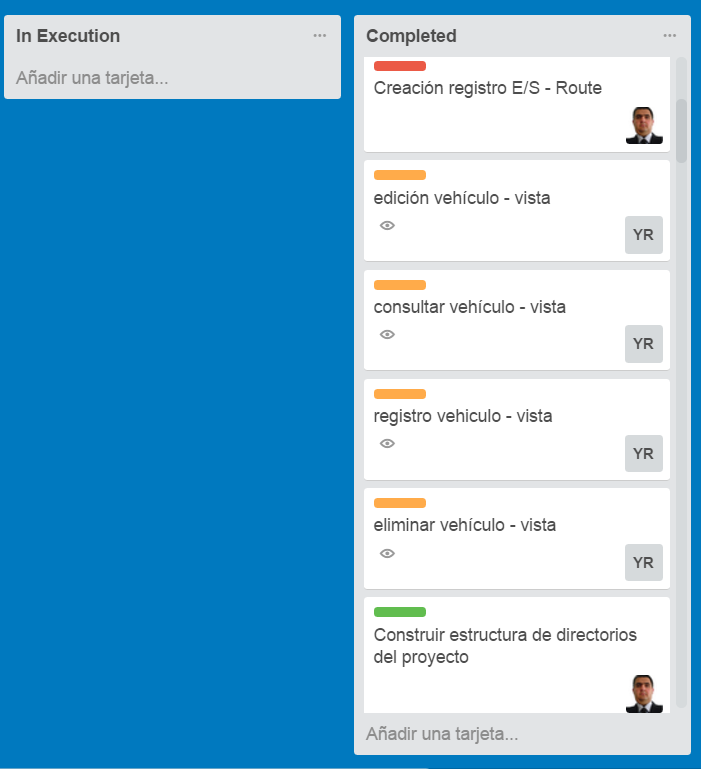 In Execution
Añadir una tarjeta...
Completed
Creación registro E/S - Route
edición vehículo - vista
YR
consultar vehículo - vista
YR
registro vehiculo - vista
YR
eliminar vehículo - vista
YR
Construir estructura de directorios
del proyecto
Añadir una tarjeta...